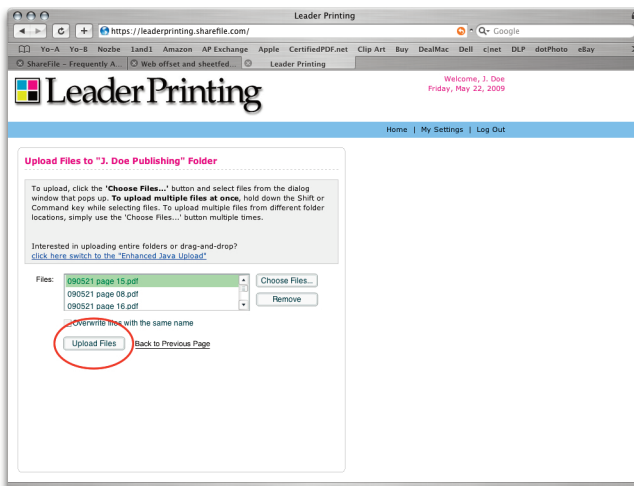 Leader Printing
https://leaderprinting.sharefile.com/
Google
Yo-A Yo-B Nozbe 1and1 Amazon AP Exchange Apple CertifiedPDF.net Clip Art Buy DealMac Dell c|net DLP dotPhoto eBay
ShareFile – Frequently A... Web offset and sheetfed... Leader Printing
Leader Printing
Welcome, J. Doe
Friday, May 22, 2009
Home | My Settings | Log Out
Upload Files to "J. Doe Publishing" Folder
To upload, click the 'Choose Files...' button and select files from the dialog
window that pops up. To upload multiple files at once, hold down the Shift or
Command key while selecting files. To upload multiple files from different folder
locations, simply use the 'Choose Files...' button multiple times.
Interested in uploading entire folders or drag-and-drop?
click here switch to the "Enhanced Java Upload"
Files:
090521 page 15.pdf
090521 page 08.pdf
090521 page 16.pdf
Choose Files...
Remove
Overwrite files with the same name
Upload Files Back to Previous Page